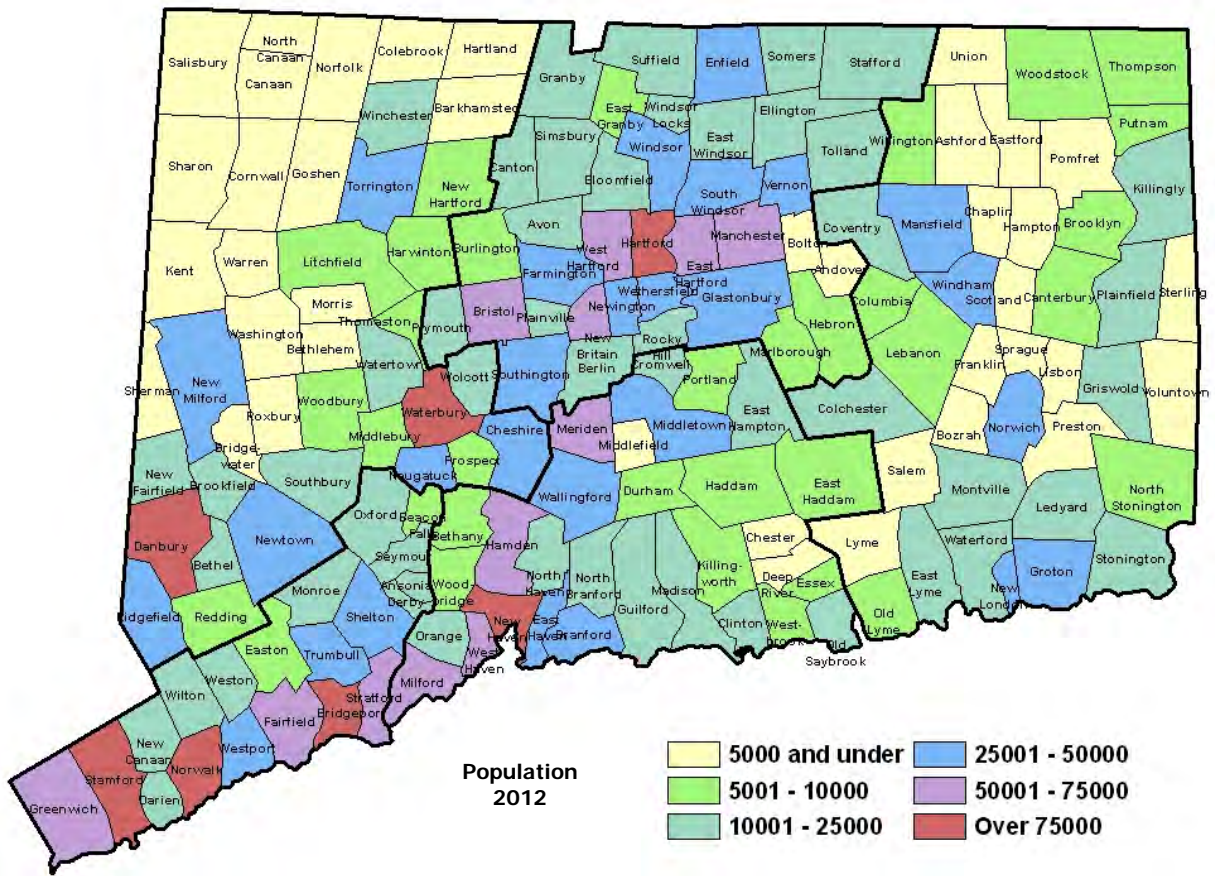 North
Canaan
Colebrook
Hartland
Salisbury
Norfolk
Canaan
Suffield
Enfield
Somers
Stafford
Granby
Union
Woodstock
Thompson
Winchester
Barkhamsted
East
Granby
Windsor
Locks
Ellington
Putnam
Simsbury
Windsor
East
Windsor
Willington
Ashford
Eastford
Sharon
Cornwall
Goshen
Torrington
New
Hartford
Canton
Bloomfield
Tolland
Pomfret
Killingly
South
Windsor
Vernon
Mansfield
Chaplin
Hampton
Brooklyn
Avon
West
Hartford
Hartford
Manchester
Bolton
Coventry
Kent
Warren
Litchfield
Harwinton
Burlington
Farmington
East
Hartford
Andover
Windham
Scotland
Canterbury
Plainfield
Sterling
Morris
Washington
Bethlehem
Thomaston
Plymouth
Bristol
Plainville
Newington
Wethersfield
Glastonbury
Columbia
Hebron
Lebanon
Watertown
New
Britain
Berlin
Rocky
Hill
Marlborough
Sprague
Franklin
Lisbon
Griswold
Voluntown
Sherman
New
Milford
Roxbury
Woodbury
Wolcott
Southington
Cromwell
Portland
Waterbury
Middlebury
Cheshire
Meriden
Middlefield
Middletown
East
Hampton
Colchester
Bozrah
Norwich
Preston
Bridge-
water
Naugatuck
Prospect
Salem
New
Fairfield
Brookfield
Southbury
Wallingford
Durham
Haddam
East
Haddam
Montville
North
Stonington
Oxford
Beacon
Falls
Bethany
Ledyard
Danbury
Newtown
Hamden
Chester
Lyme
Waterford
Bethel
Seymour
North
Haven
North
Branford
Killing-
worth
Deep
River
Essex
East
Lyme
New
London
Groton
Stonington
Monroe
Ansonia
Derby
Wood-
bridge
Guilford
Madison
Ridgefield
Redding
Shelton
New
Haven
East
Haven
Branford
Clinton
West-
brook
Old
Lyme
Easton
Trumbull
Orange
West
Haven
Old
Saybrook
Weston
Wilton
Milford
Stratford
Bridgeport
Fairfield
New
Canaan
Westport
Norwalk
Stamford
Darien
Greenwich
Population
2012
5000 and under
5001 - 10000
10001 - 25000
25001 - 50000
50001 - 75000
Over 75000